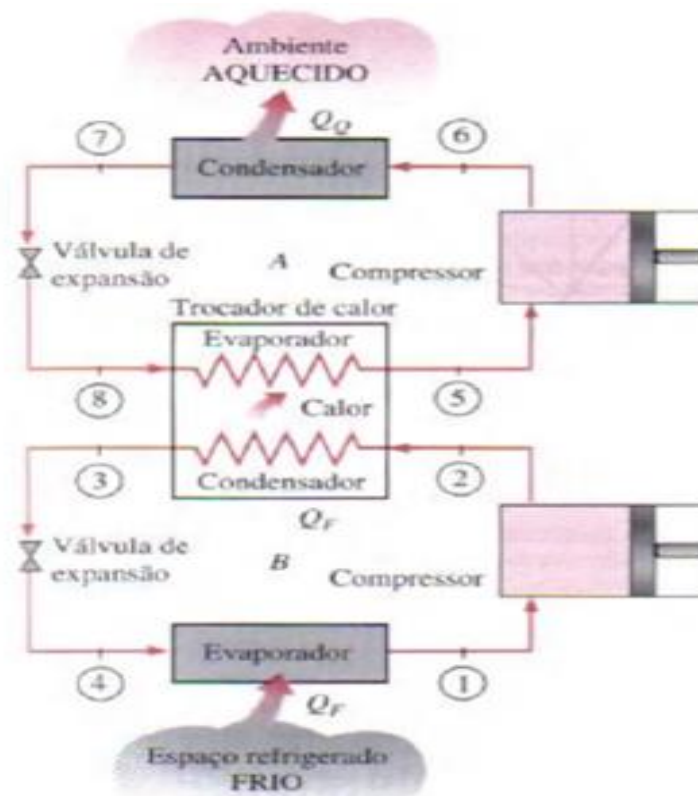 Ambiente
AQUECIDO
Q_Q
7
6
Condensador
Válvula de
expansão
A
Compressor
Trocador de calor
Evaporador
Calor
8
5
3
2
Condensador
Q_F
Válvula de
expansão
B
Compressor
Evaporador
4
1
Q_F
Espaço refrigerado
FRIO